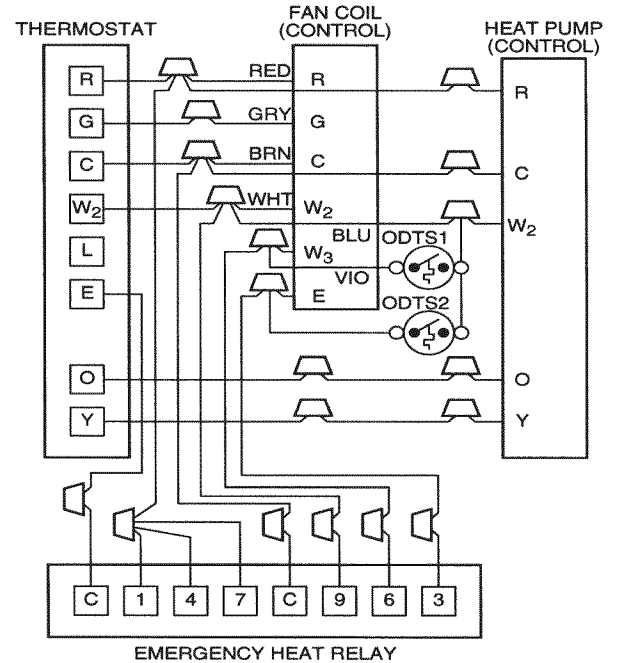 THERMOSTAT
FAN COIL
(CONTROL)
HEAT PUMP
(CONTROL)
R
RED
R
R
G
GRY
G
C
BRN
C
C
W2
WHT
W2
W2
L
BLU
ODTS1
W3
VIO
E
E
ODTS2
O
O
Y
Y
C 1 4 7 C 9 6 3
EMERGENCY HEAT RELAY